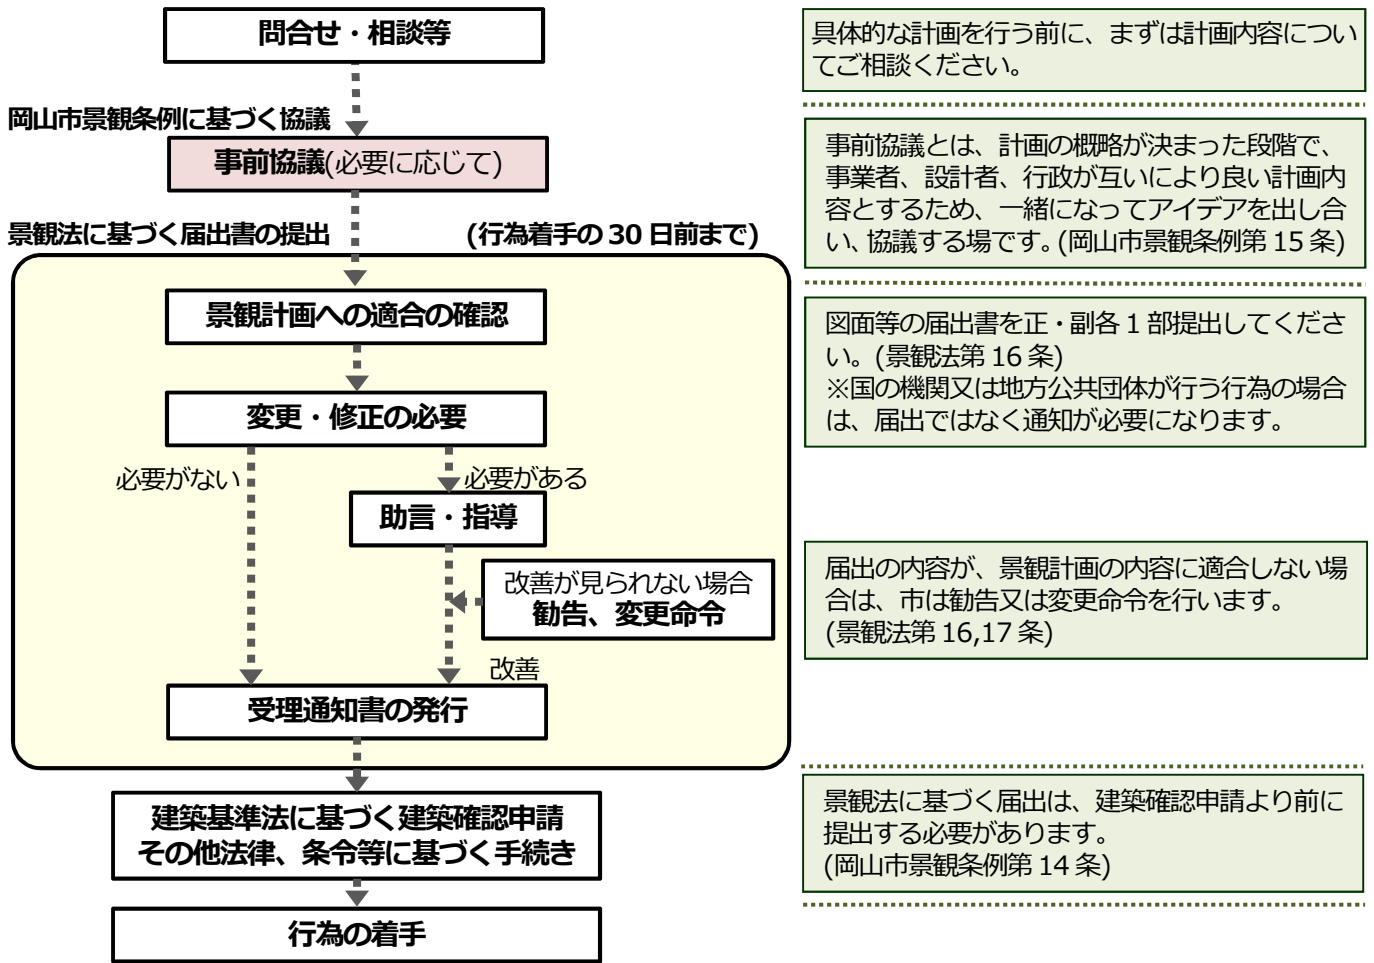 問合せ・相談等
具体的な計画を行う前に、まずは計画内容につい
てご相談ください。
岡山市景観条例に基づく協議
事前協議(必要に応じて)
事前協議とは、計画の概略が決まった段階で、
事業者、設計者、行政が互いにより良い計画内
容とするため、一緒になってアイデアを出し合
い、協議する場です。(岡山市景観条例第 15 条)
景観法に基づく届出書の提出 (行為着手の 30 日前まで)
景観計画への適合の確認
図面等の届出書を正・副各 1 部提出してくださ
い。(景観法第 16 条)
※国の機関又は地方公共団体が行う行為の場合
は、届出ではなく通知が必要になります。
変更・修正の必要
必要がない
必要がある
助言・指導
改善が見られない場合
勧告、変更命令
届出の内容が、景観計画の内容に適合しない場
合は、市は勧告又は変更命令を行います。
(景観法第 16,17 条)
改善
受理通知書の発行
建築基準法に基づく建築確認申請
その他法律、条令等に基づく手続き
景観法に基づく届出は、建築確認申請より前に
提出する必要があります。
(岡山市景観条例第 14 条)
行為の着手